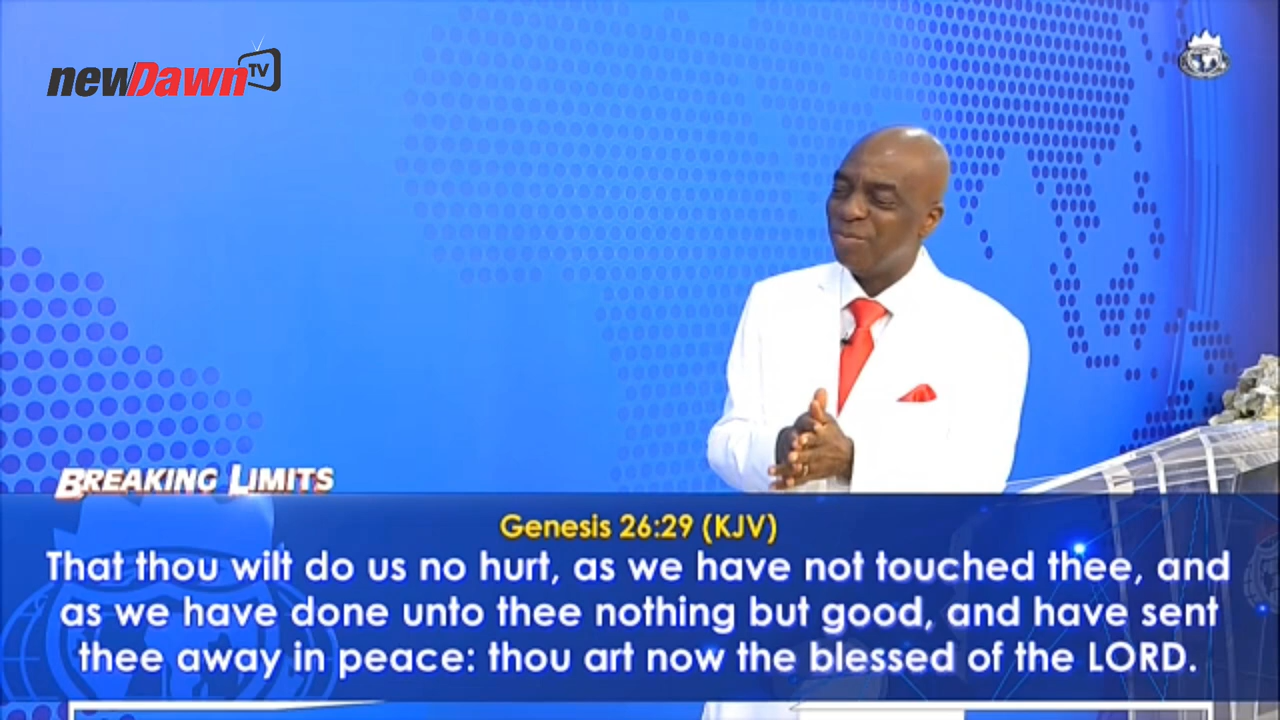 newDawn TV
BREAKING LIMITS
Genesis 26:29 (KJV)
That thou wilt do us no hurt, as we have not touched thee, and
as we have done unto thee nothing but good, and have sent
thee away in peace: thou art now the blessed of the LORD.